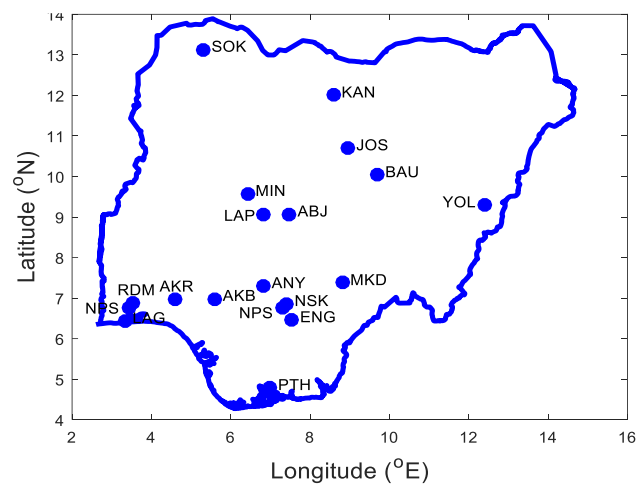 14
SOK
13
KAN
12
11
JOS
10
BAU
MIN
YOL
LAP
ABJ
9
8
ANY
MKD
AKR
RDM
AKB
NSK
7
NPS
NPS
LAG
ENG
6
5
PTH
4
2
4
6
8
10
12
14
16
Latitude (°N)
Longitude (°E)